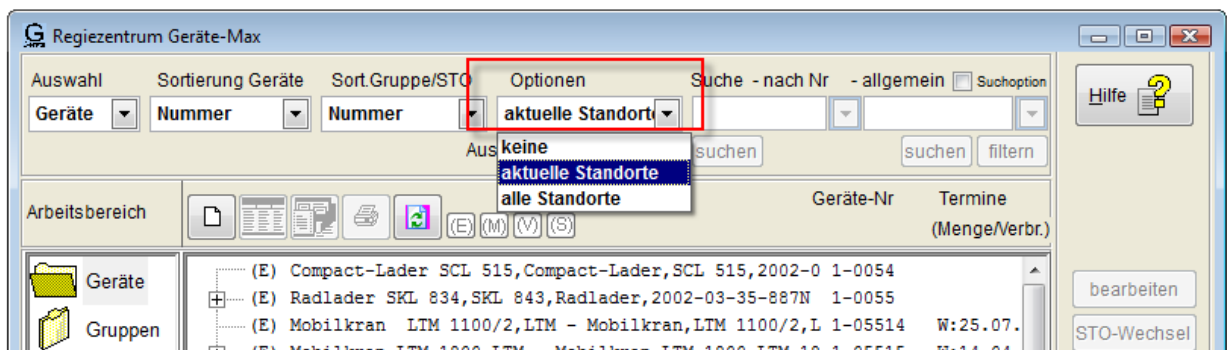 Regiezentrum Geräte-Max
Auswahl Sortierung Geräte Sort.Gruppe/STO Optionen Suche - nach Nr - allgemein Suchoption
Geräte Nummer Nummer aktuelle Standorte
Hilfe
Aus suchen suchen filtern
keine
aktuelle Standorte
alle Standorte
Arbeitsbereich (E) (M) (V) (S) Geräte-Nr Termine
(Menge/Verbr.)
Geräte
Gruppen
(E) Compact-Lader SCL 515,Compact-Lader,SCL 515,2002-0 1-0054
(E) Radlader SKL 834,SKL 843,Radlader,2002-03-35-887N 1-0055
(E) Mobilkran LTM 1100/2,LTM - Mobilkran,LTM 1100/2,L 1-05514 W:25.07.
bearbeiten
STO-Wechsel